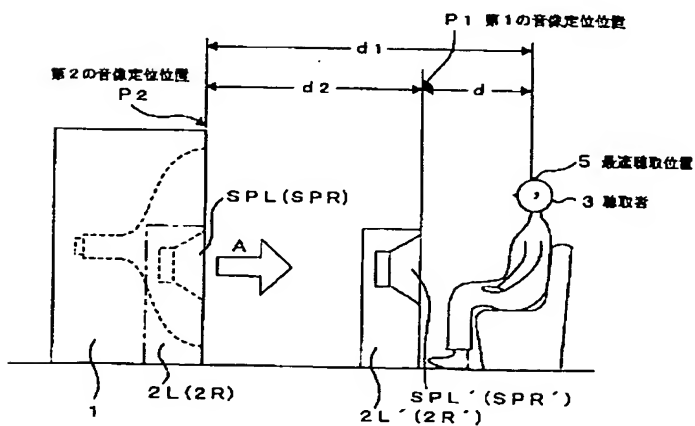 P1 第1の音像定位位置
d1
第2の音像定位位置
P2
d2
d
5 最適聴取位置
3 聴取者
SPL(SPR)
A
1
2L(2R)
2L´(2R´)
SPL´(SPR´)